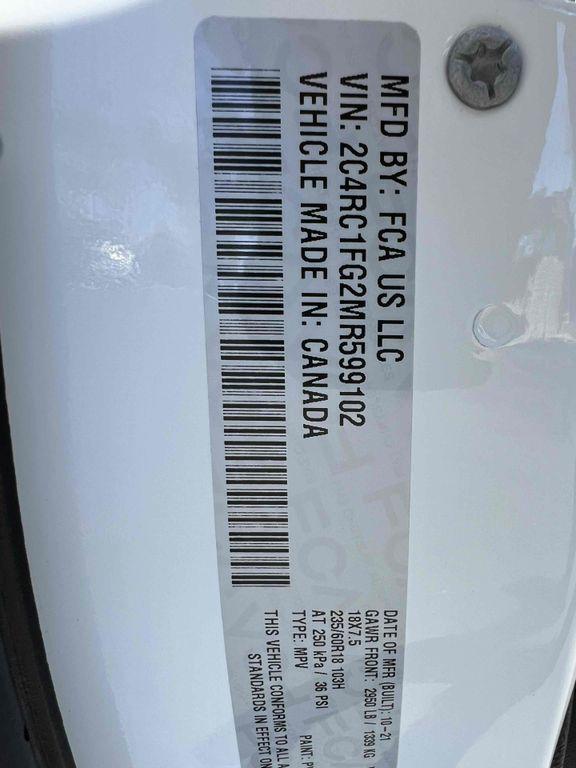 MFD BY: FCA US LLC
VIN: 2C4RC1FG2MR599102
VEHICLE MADE IN: CANADA
DATE OF MFR (BUILT): 10-21
GAWR FRONT: 2950 LB / 1339 KG
18X7.5
235/60R18 103H
AT 250 kPa / 36 PSI
TYPE: MPV
PAINT: P
THIS VEHICLE CONFORMS TO ALL A
STANDARDS IN EFFECT ON